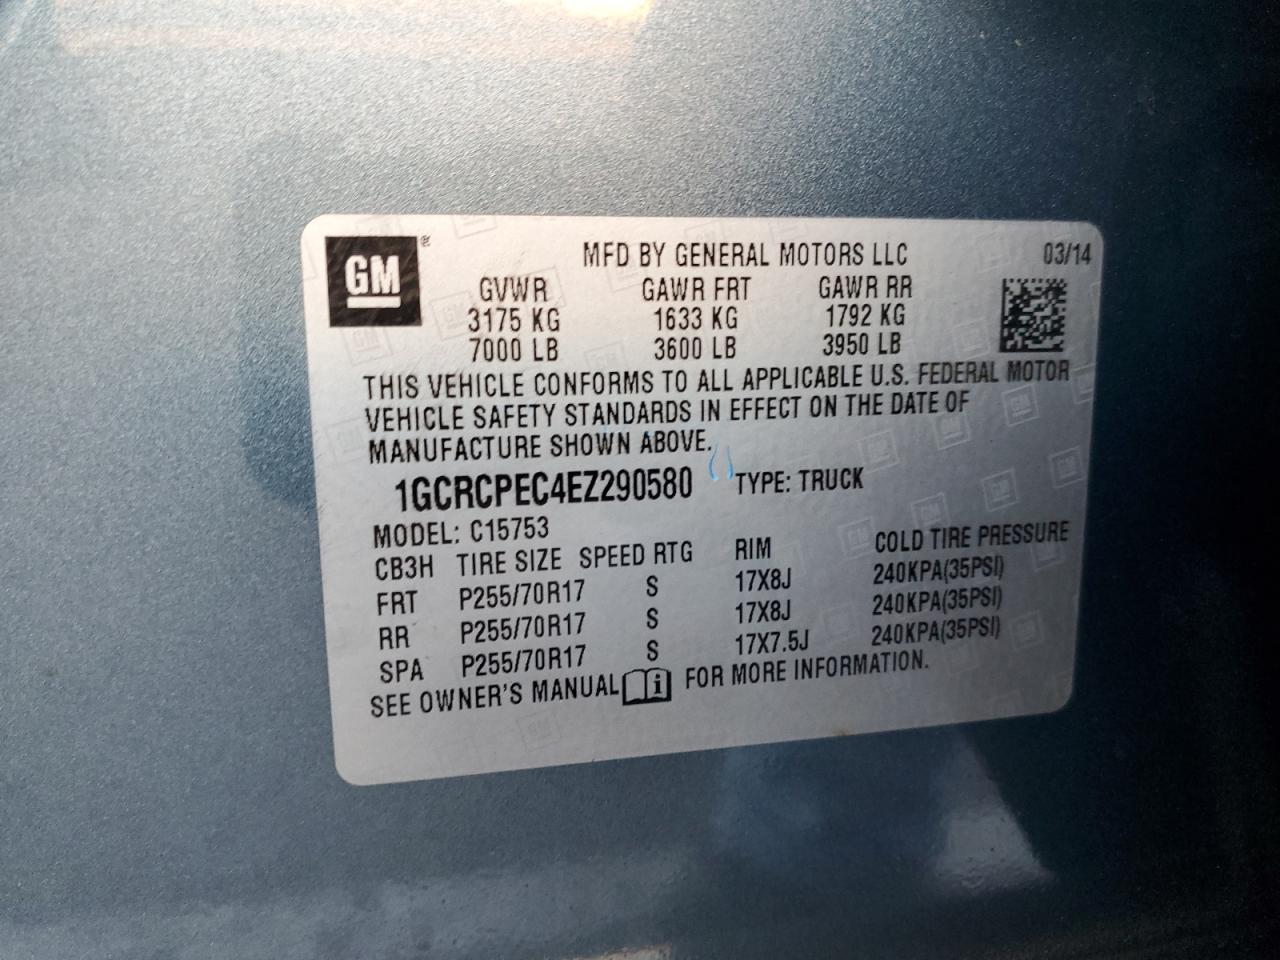 GM ®
MFD BY GENERAL MOTORS LLC 03/14
GVWR GAWR FRT GAWR RR
3175 KG 1633 KG 1792 KG
7000 LB 3600 LB 3950 LB
THIS VEHICLE CONFORMS TO ALL APPLICABLE U.S. FEDERAL MOTOR
VEHICLE SAFETY STANDARDS IN EFFECT ON THE DATE OF
MANUFACTURE SHOWN ABOVE.
1GCRCPEC4EZ290580 TYPE: TRUCK
MODEL: C15753
CB3H TIRE SIZE SPEED RTG RIM COLD TIRE PRESSURE
FRT P255/70R17 S 17X8J 240KPA(35PSI)
RR P255/70R17 S 17X8J 240KPA(35PSI)
SPA P255/70R17 S 17X7.5J 240KPA(35PSI)
SEE OWNER'S MANUAL i FOR MORE INFORMATION.